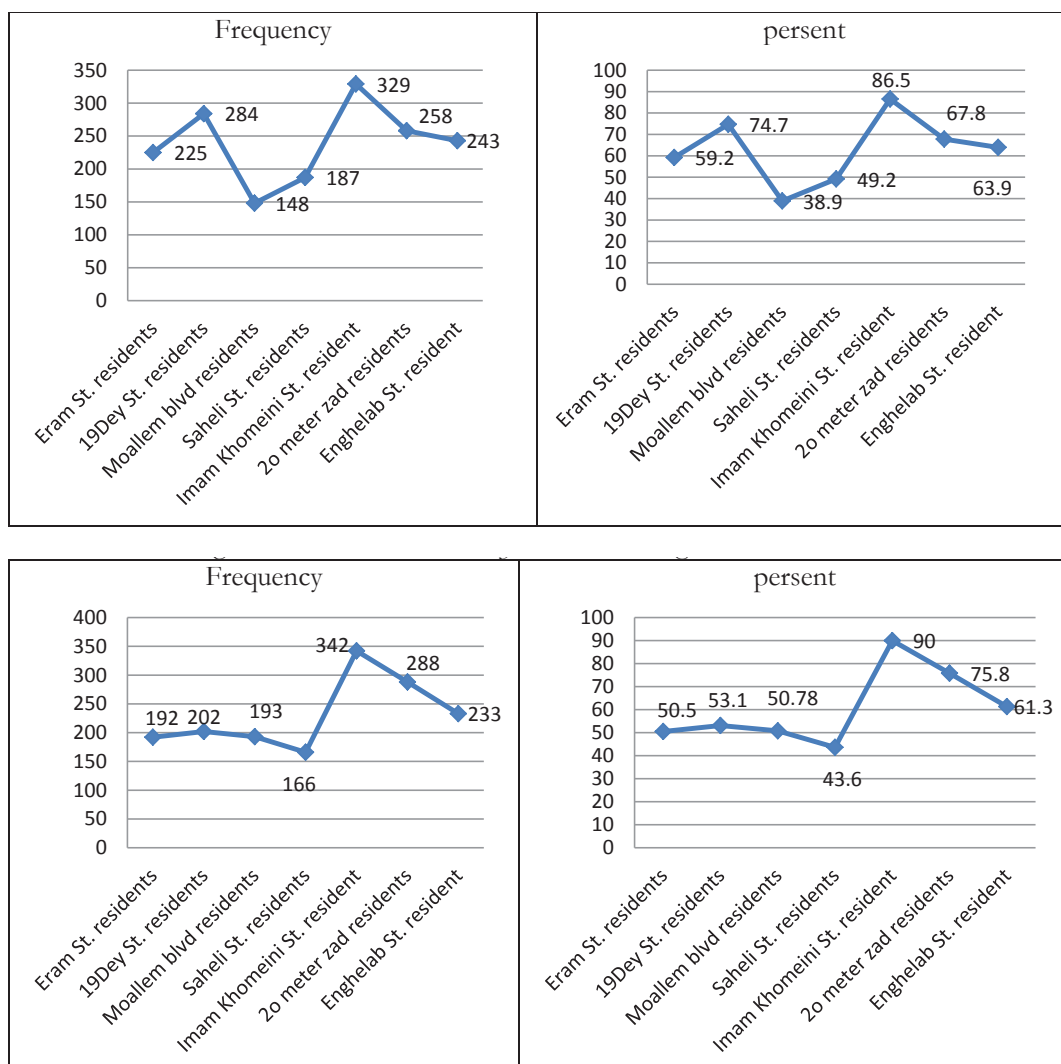 Frequency
350
300
250
200
150
100
50
0
225
284
148
187
329
258
243
Eram St. residents
19Dey St. residents
Moallem blvd residents
Saheli St. residents
Imam Khomeini St. resident
2o meter zad residents
Enghelab St. resident
persent
100
90
80
70
60
50
40
30
20
10
0
59.2
74.7
38.9
49.2
86.5
67.8
63.9
Eram St. residents
19Dey St. residents
Moallem blvd residents
Saheli St. residents
Imam Khomeini St. resident
2o meter zad residents
Enghelab St. resident
Frequency
400
350
300
250
200
150
100
50
0
192
202
193
166
342
288
233
Eram St. residents
19Dey St. residents
Moallem blvd residents
Saheli St. residents
Imam Khomeini St. resident
2o meter zad residents
Enghelab St. resident
persent
100
90
80
70
60
50
40
30
20
10
0
50.5
53.1
50.78
43.6
90
75.8
61.3
Eram St. residents
19Dey St. residents
Moallem blvd residents
Saheli St. residents
Imam Khomeini St. resident
2o meter zad residents
Enghelab St. resident